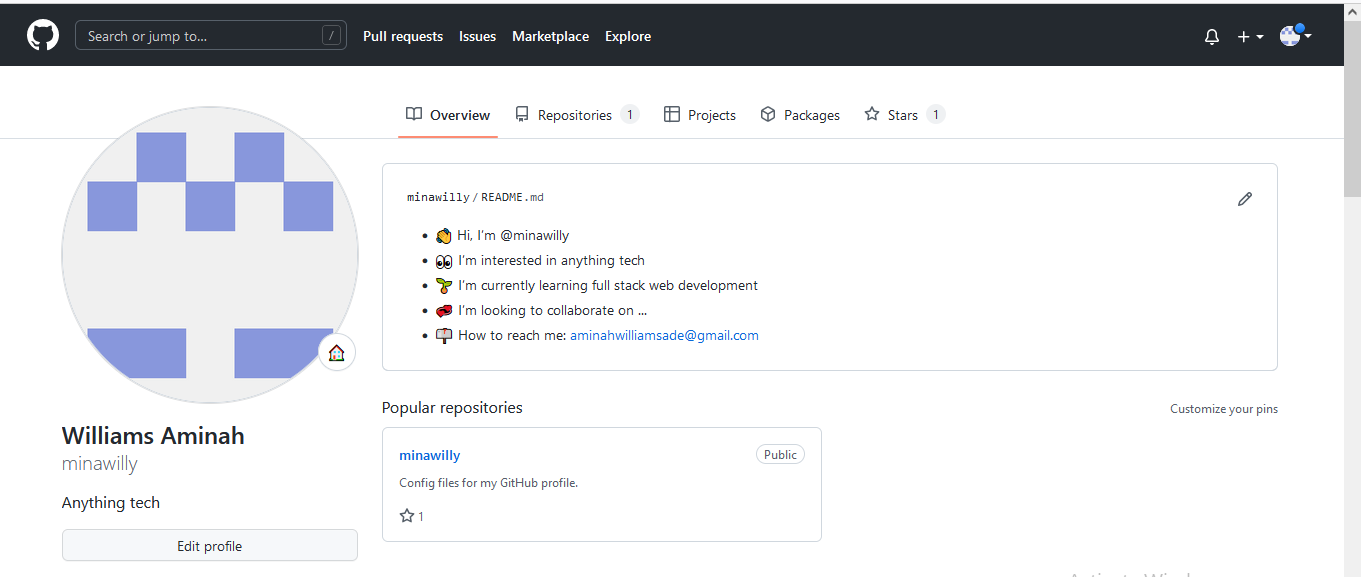 Search or jump to... /
Pull requests Issues Marketplace Explore
Overview Repositories 1 Projects Packages Stars 1
minawilly / README.md
Hi, I'm @minawilly
I'm interested in anything tech
I'm currently learning full stack web development
I'm looking to collaborate on ...
How to reach me: aminahwilliamsade@gmail.com
Popular repositories
Customize your pins
minawilly Public
Config files for my GitHub profile.
1
Williams Aminah
minawilly
Anything tech
Edit profile